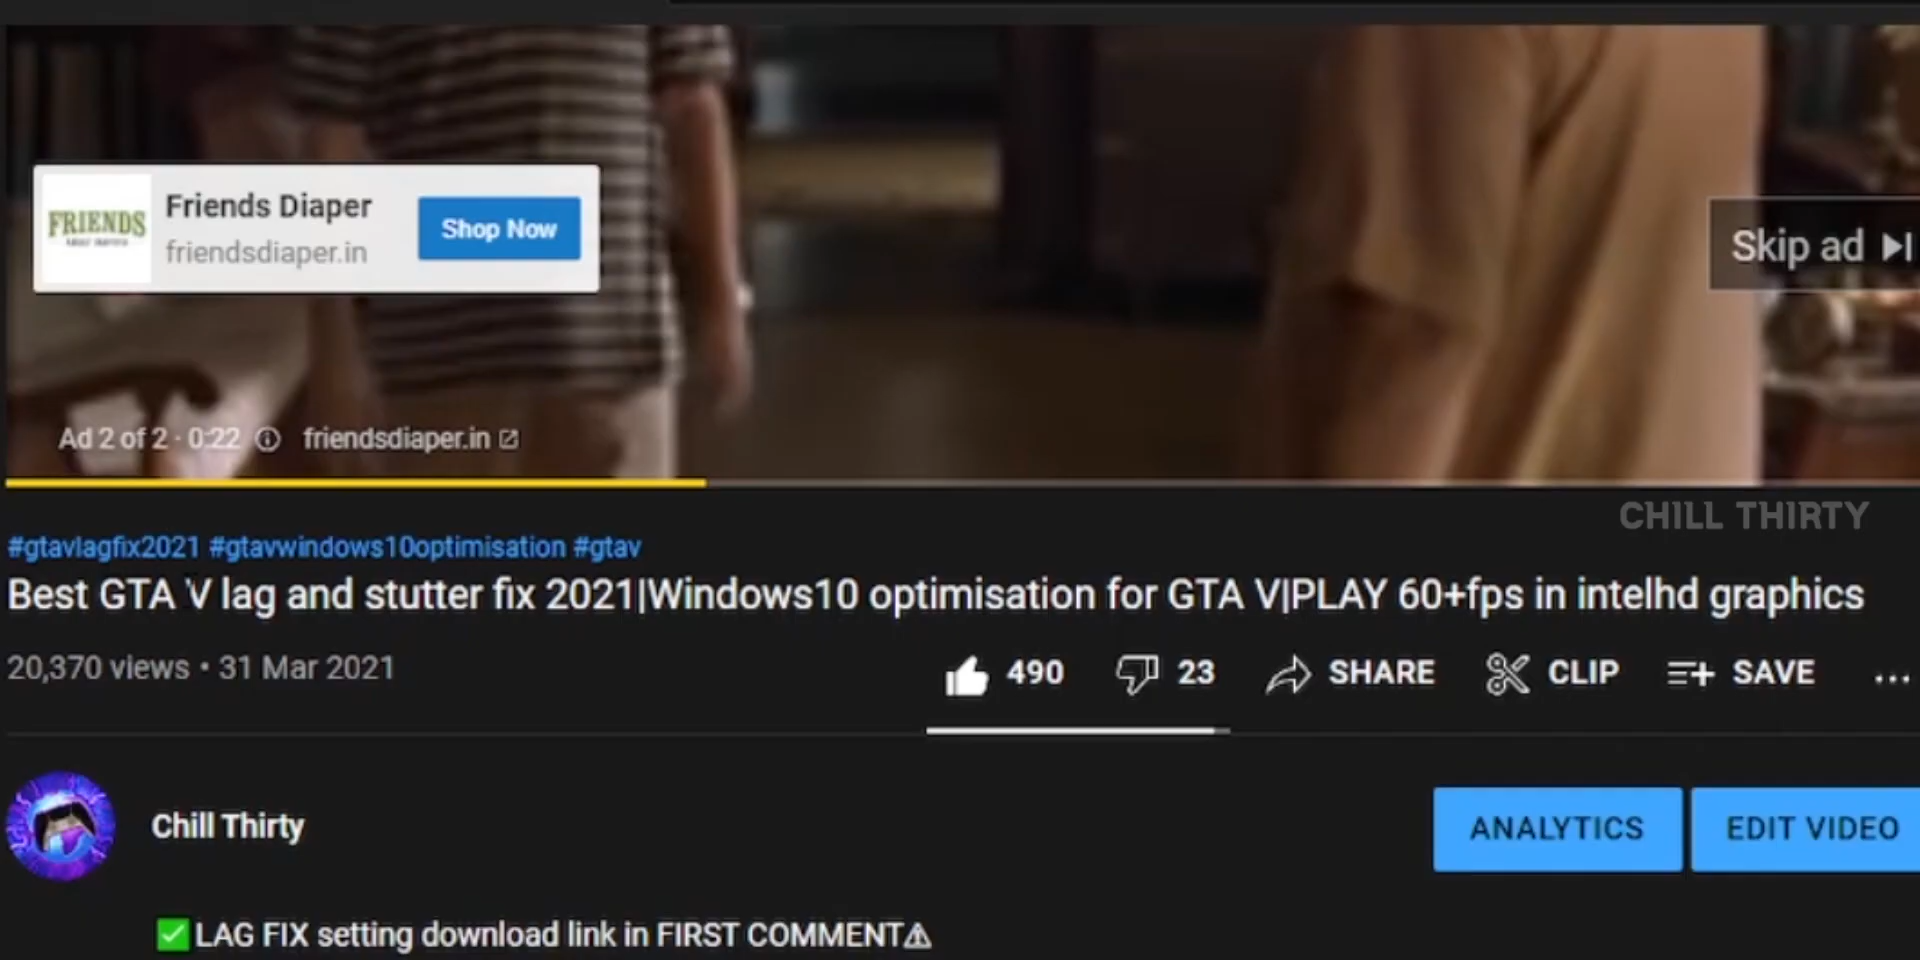 FRIENDS
Friends Diaper
friendsdiaper.in
Shop Now
Skip ad
Ad 2 of 2 · 0:22 friendsdiaper.in
CHILL THIRTY
#gtavlagfix2021 #gtavwindows10optimisation #gtav
Best GTA V lag and stutter fix 2021|Windows10 optimisation for GTA V|PLAY 60+fps in intelhd graphics
20,370 views • 31 Mar 2021
490 23 SHARE CLIP SAVE ...
Chill Thirty
ANALYTICS EDIT VIDEO
✅LAG FIX setting download link in FIRST COMMENT⚠